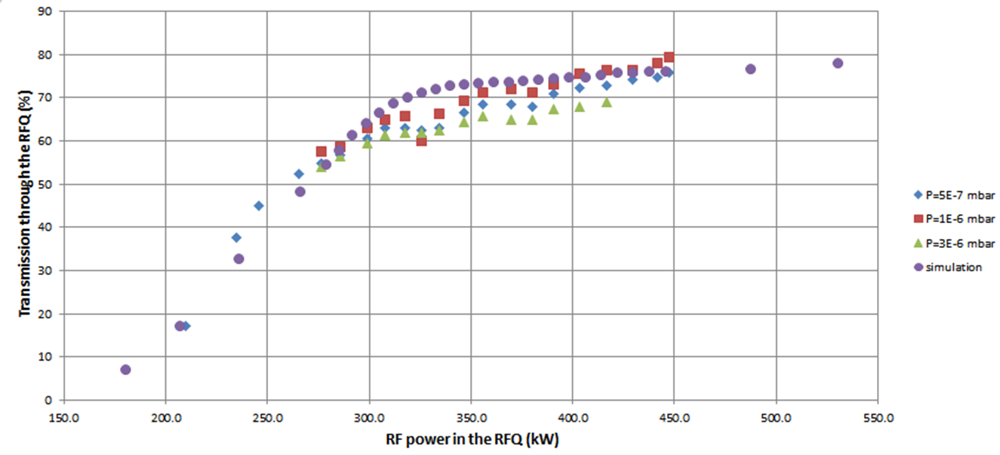 90
80
70
60
50
40
30
20
10
0
Transmission through the RFQ (%)
150.0 200.0 250.0 300.0 350.0 400.0 450.0 500.0 550.0
RF power in the RFQ (kW)
P=5E-7 mbar
P=1E-6 mbar
P=3E-6 mbar
simulation